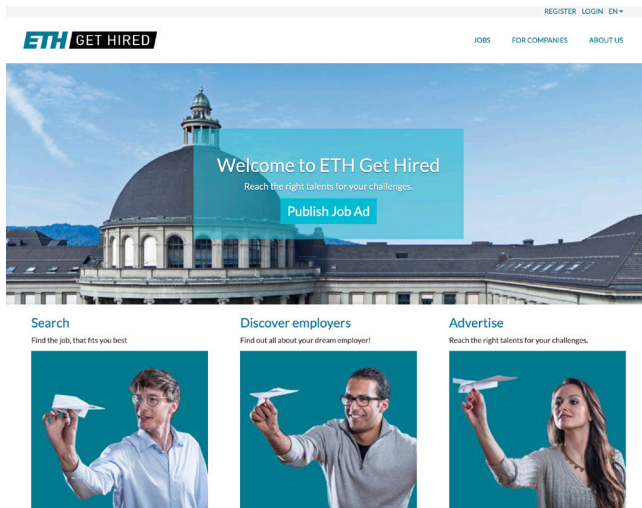 REGISTER LOGIN EN
ETH GET HIRED
JOBS FOR COMPANIES ABOUT US
Welcome to ETH Get Hired
Reach the right talents for your challenges.
Publish Job Ad
Search
Find the job, that fits you best
Discover employers
Find out all about your dream employer!
Advertise
Reach the right talents for your challenges.